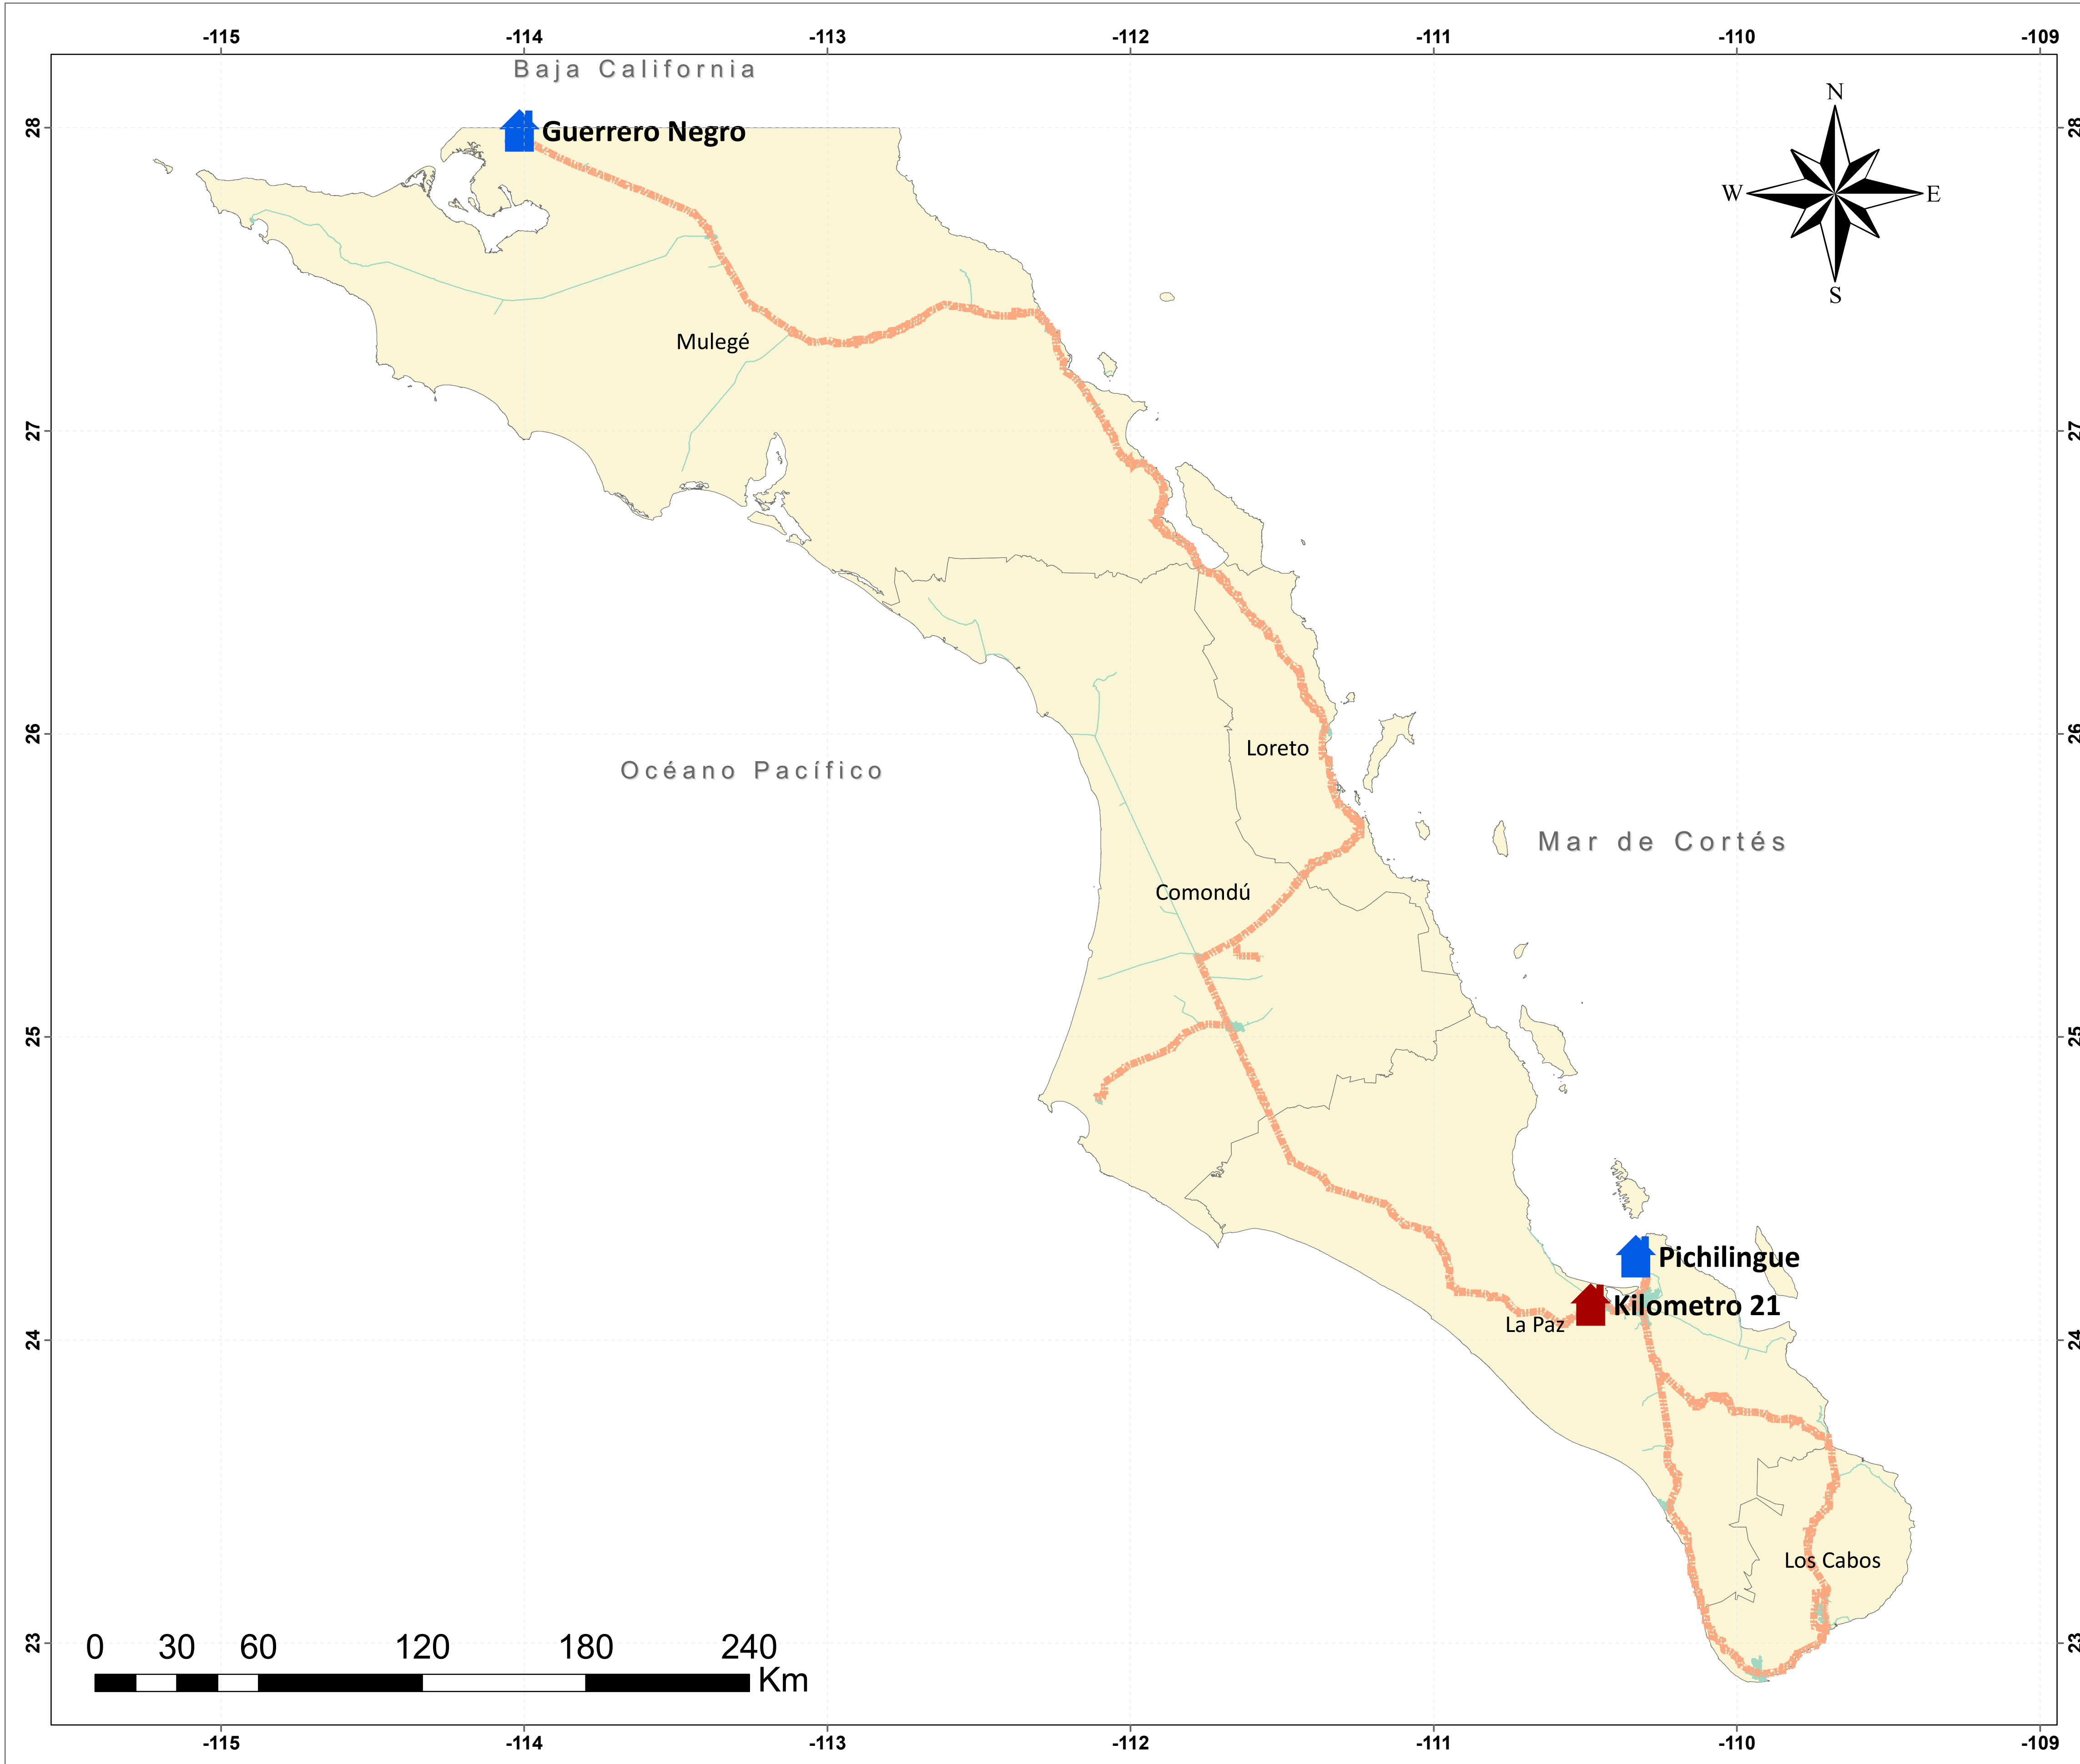 -115 -114 -113 -112 -111 -110 -109
Baja California
N
28 Guerrero Negro 28
W E
S
Mulegé
27 27
26 26
Loreto
Océano Pacífico
Mar de Cortés
Comondú
25 25
Pichilingue
Kilometro 21
La Paz
24 24
Los Cabos
23 23
0 30 60 120 180 240
Km
-115 -114 -113 -112 -111 -110 -109